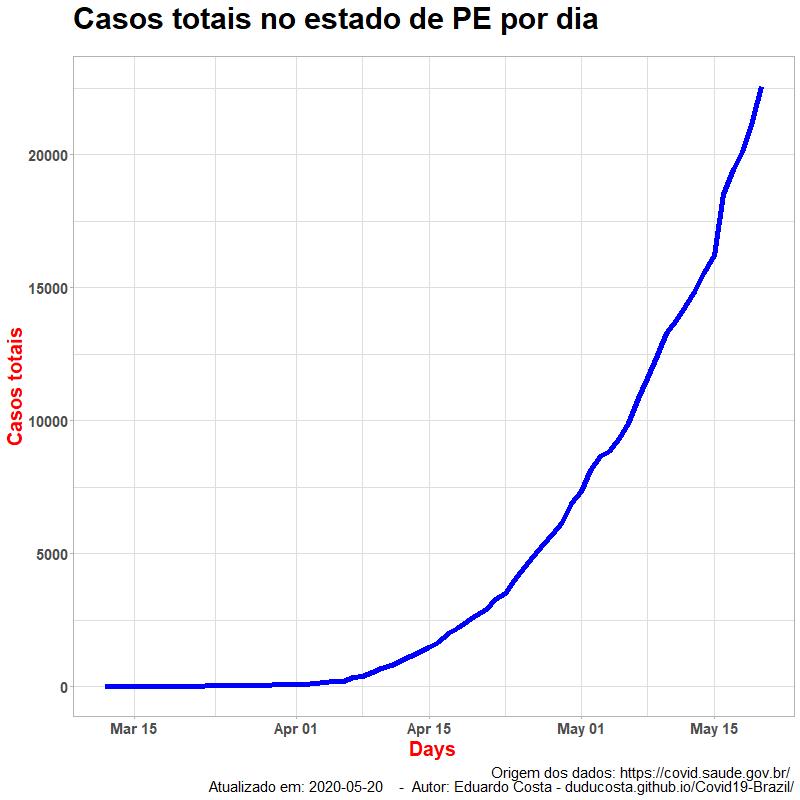 Casos totais no estado de PE por dia
Casos totais
20000
15000
10000
5000
0
Mar 15 Apr 01 Apr 15 May 01 May 15
Days
Origem dos dados: https://covid.saude.gov.br/
Atualizado em: 2020-05-20 - Autor: Eduardo Costa - duducosta.github.io/Covid19-Brazil/